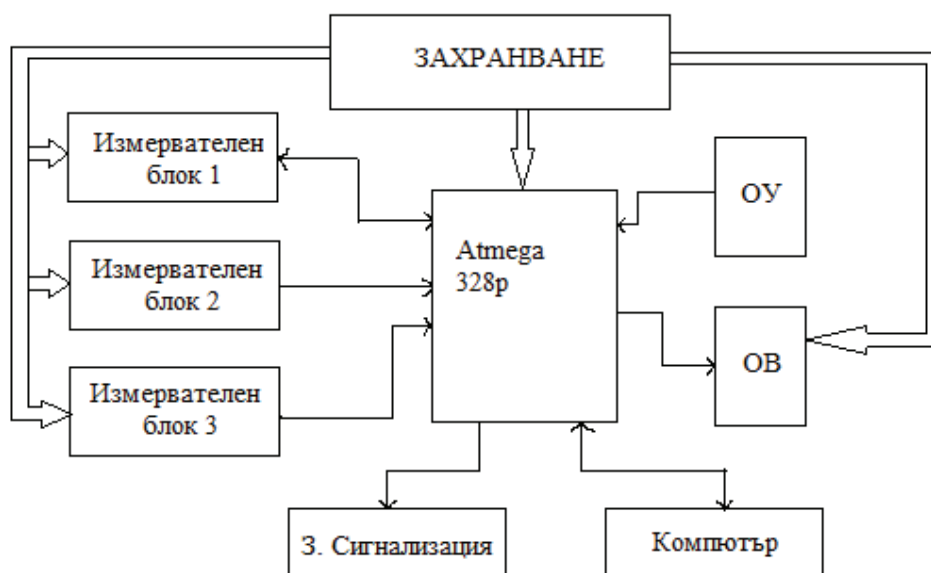 ЗАХРАНВАНЕ
Измервателен
блок 1
ОУ
Atmega
328p
Измервателен
блок 2
ОВ
Измервателен
блок 3
З. Сигнализация
Компютър